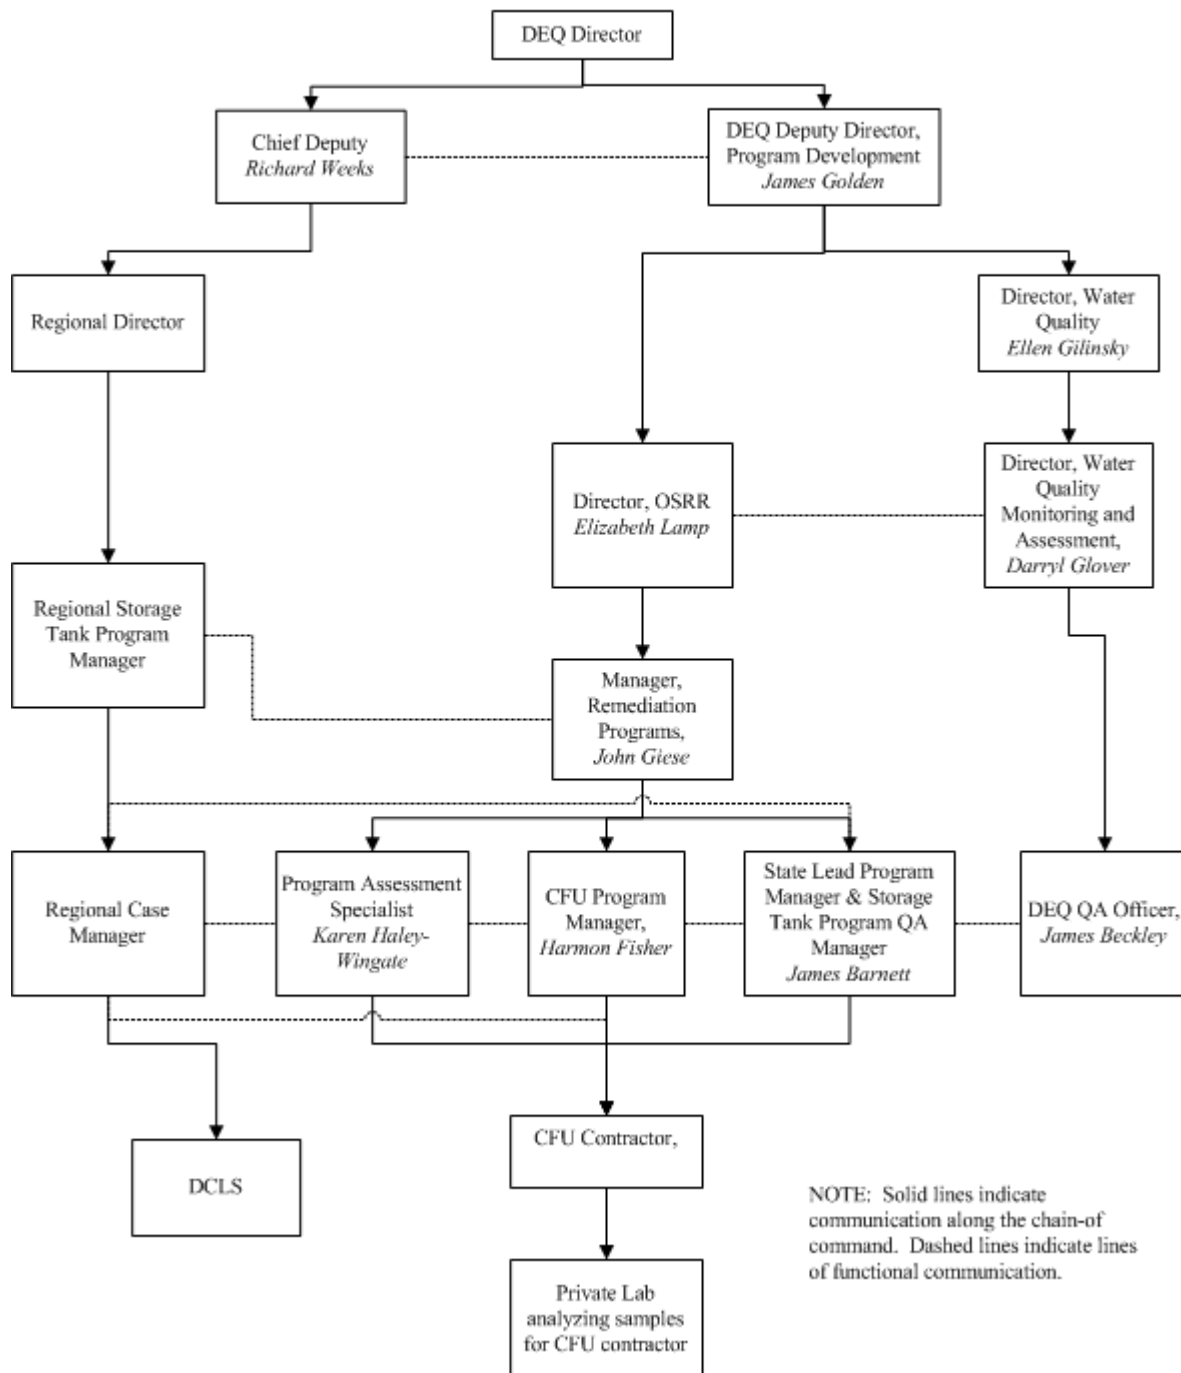 DEQ Director
Chief Deputy
Richard Weeks
DEQ Deputy Director,
Program Development
James Golden
Regional Director
Director, Water
Quality
Ellen Gilinsky
Director, OSRR
Elizabeth Lamp
Director, Water
Quality
Monitoring and
Assessment,
Darryl Glover
Regional Storage
Tank Program
Manager
Manager,
Remediation
Programs,
John Giese
Regional Case
Manager
Program Assessment
Specialist
Karen Haley-
Wingate
CFU Program
Manager,
Harmon Fisher
State Lead Program
Manager & Storage
Tank Program QA
Manager
James Barnett
DEQ QA Officer,
James Beckley
DCLS
CFU Contractor,
Private Lab
analyzing samples
for CFU contractor
NOTE: Solid lines indicate
communication along the chain-of
command. Dashed lines indicate lines
of functional communication.